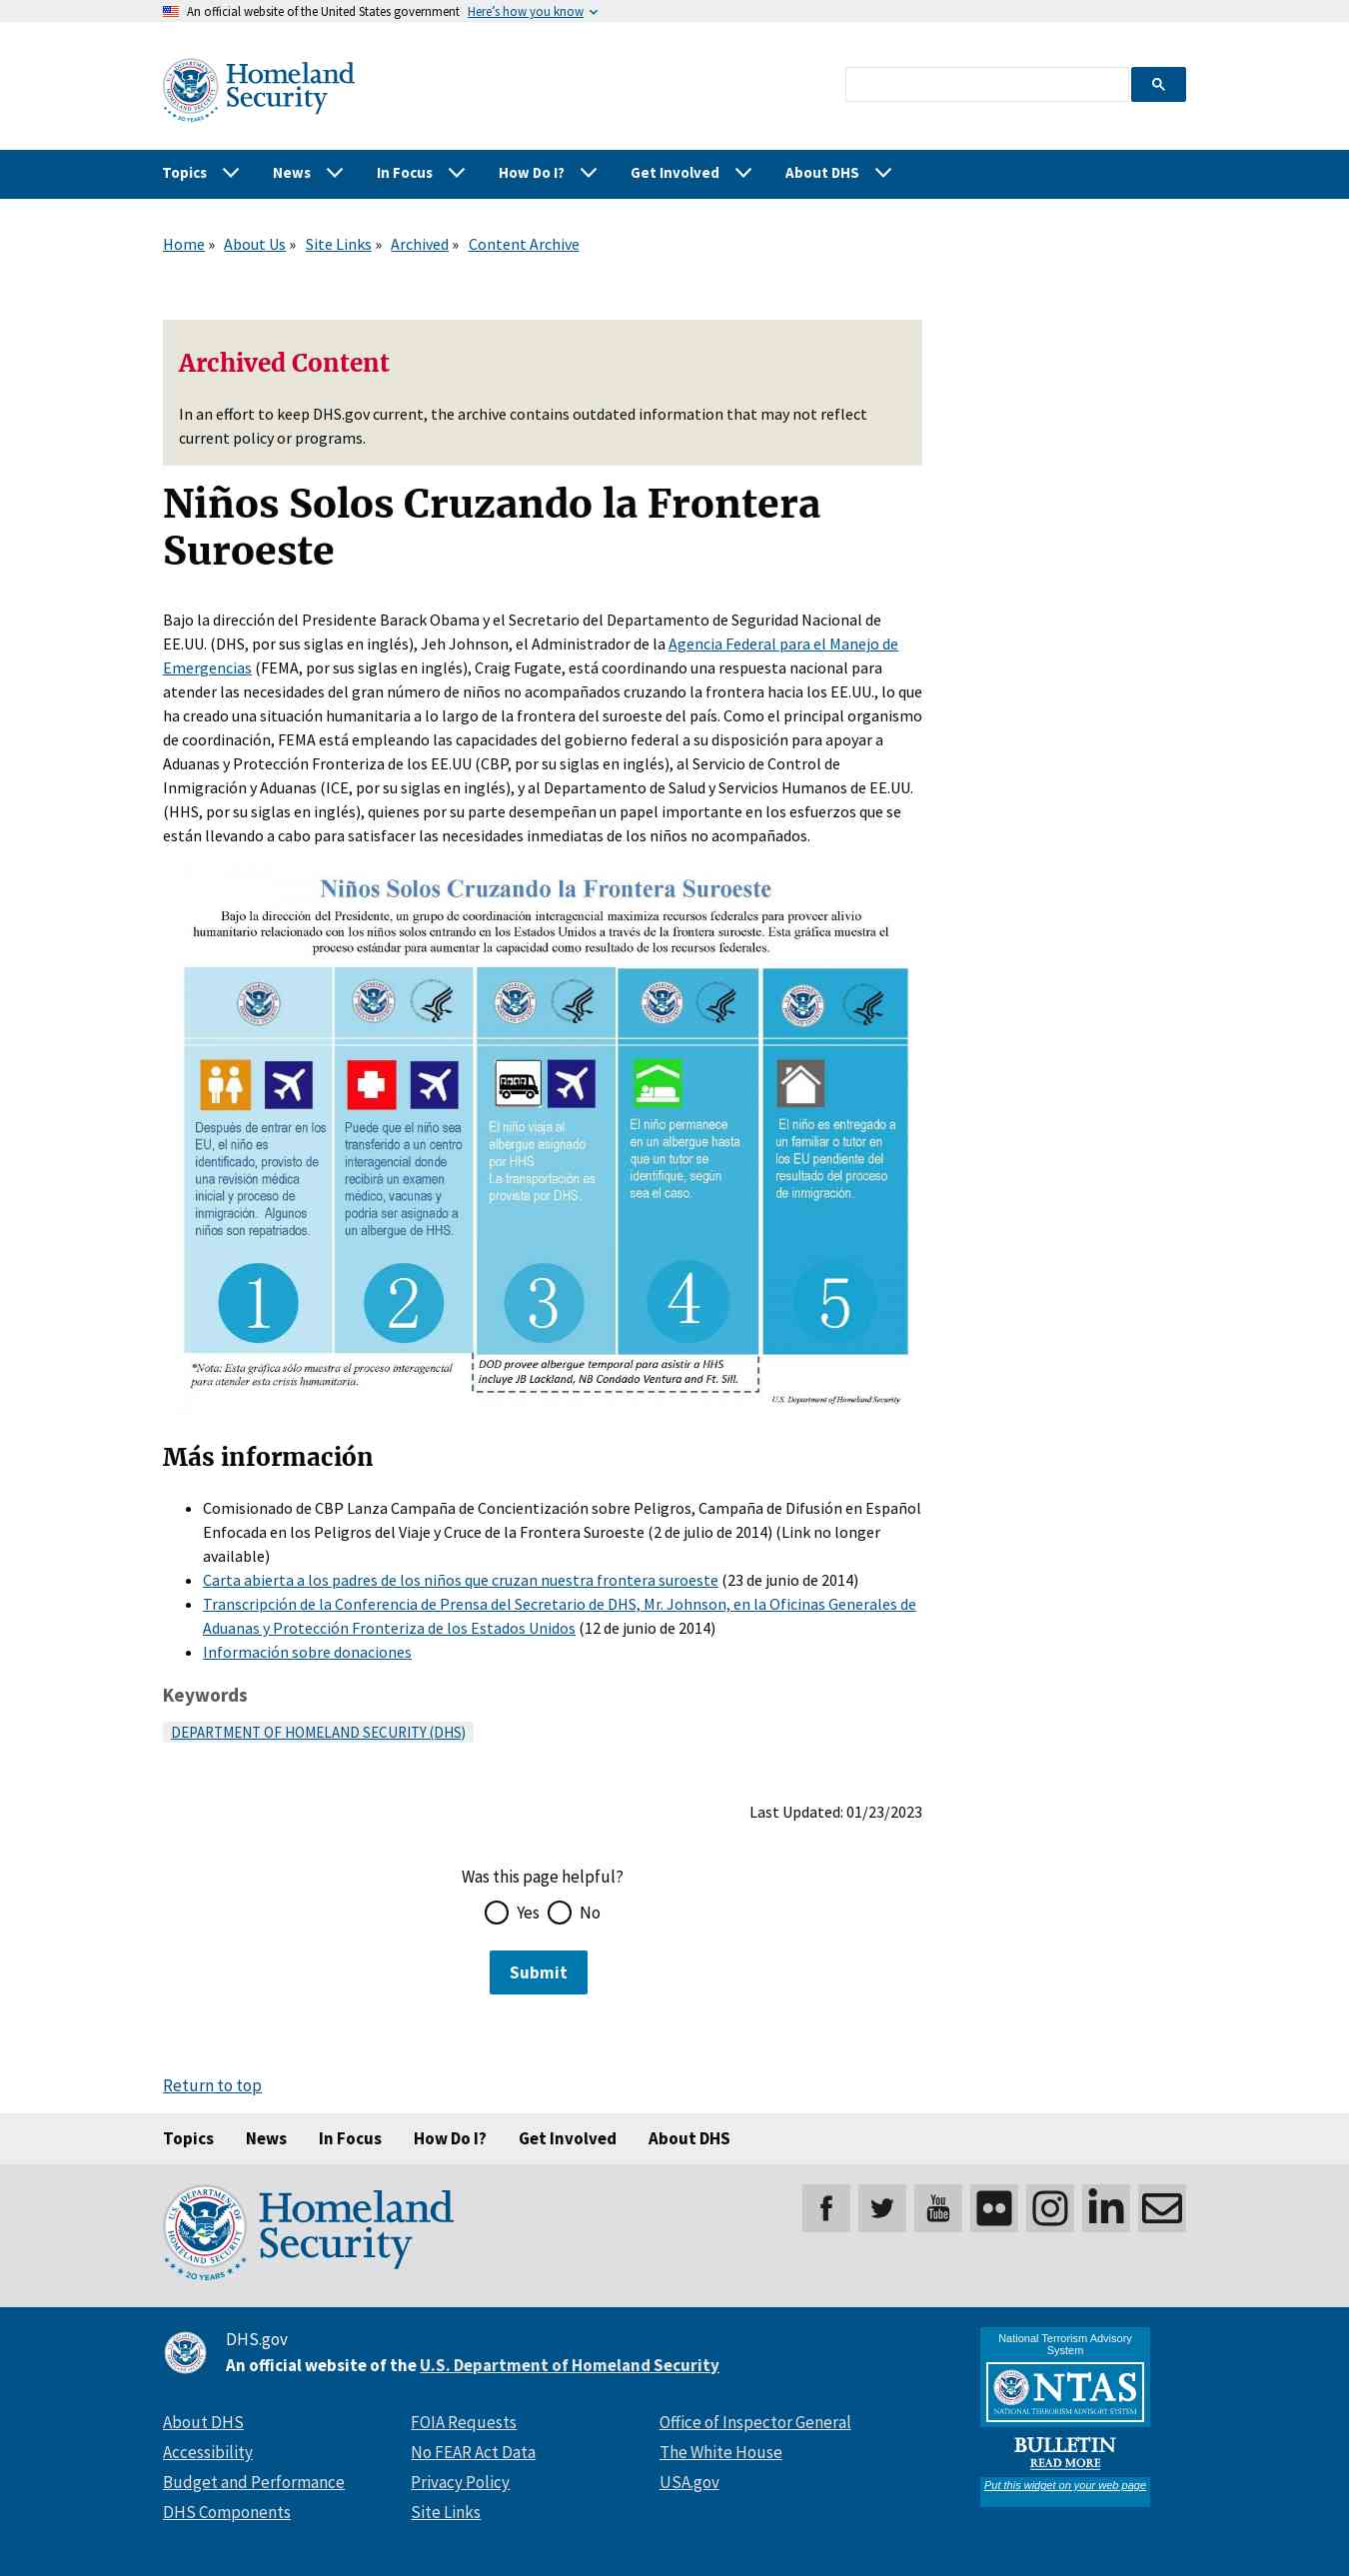 An official website of the United States government Here’s how you know
Homeland
Security
20 YEARS
Topics News In Focus How Do I? Get Involved About DHS
Home » About Us » Site Links » Archived » Content Archive
Archived Content
In an effort to keep DHS.gov current, the archive contains outdated information that may not reflect
current policy or programs.
Niños Solos Cruzando la Frontera
Suroeste
Bajo la dirección del Presidente Barack Obama y el Secretario del Departamento de Seguridad Nacional de
EE.UU. (DHS, por sus siglas en inglés), Jeh Johnson, el Administrador de la Agencia Federal para el Manejo de
Emergencias (FEMA, por sus siglas en inglés), Craig Fugate, está coordinando una respuesta nacional para
atender las necesidades del gran número de niños no acompañados cruzando la frontera hacia los EE.UU., lo que
ha creado una situación humanitaria a lo largo de la frontera del suroeste del país. Como el principal organismo
de coordinación, FEMA está empleando las capacidades del gobierno federal a su disposición para apoyar a
Aduanas y Protección Fronteriza de los EE.UU (CBP, por su siglas en inglés), al Servicio de Control de
Inmigración y Aduanas (ICE, por su siglas en inglés), y al Departamento de Salud y Servicios Humanos de EE.UU.
(HHS, por su siglas en inglés), quienes por su parte desempeñan un papel importante en los esfuerzos que se
están llevando a cabo para satisfacer las necesidades inmediatas de los niños no acompañados.
Niños Solos Cruzando la Frontera Suroeste
Bajo la dirección del Presidente, un grupo de coordinación interagencial maximiza recursos federales para proveer alivio
humanitario relacionado con los niños solos entrando en los Estados Unidos a través de la frontera suroeste. Esta gráfica muestra el
proceso estándar para aumentar la capacidad como resultado de los recursos federales.
Después de entrar en los
EU, el niño es
identificado, provisto de
una revisión médica
inicial y proceso de
inmigración. Algunos
niños son repatriados.
1
Puede que el niño sea
transferido a un centro
interagencial donde
recibirá un examen
médico, vacunas y
podría ser asignado a
un albergue de HHS.
2
El niño viaja al
albergue asignado
por HHS
La transportación es
provista por DHS.
3
El niño permanece
en un albergue hasta
que un tutor se
identifique, según
sea el caso.
4
El niño es entregado a
un familiar o tutor en
los EU pendiente del
resultado del proceso
de inmigración.
5
*Nota: Esta gráfica sólo muestra el proceso interagencial
para atender esta crisis humanitaria.
DOD provee albergue temporal para asistir a HHS
incluye JB Lackland, NB Condado Ventura and Ft. Sill.
U.S. Department of Homeland Security
Más información
Comisionado de CBP Lanza Campaña de Concientización sobre Peligros, Campaña de Difusión en Español
Enfocada en los Peligros del Viaje y Cruce de la Frontera Suroeste (2 de julio de 2014) (Link no longer
available)
Carta abierta a los padres de los niños que cruzan nuestra frontera suroeste (23 de junio de 2014)
Transcripción de la Conferencia de Prensa del Secretario de DHS, Mr. Johnson, en la Oficinas Generales de
Aduanas y Protección Fronteriza de los Estados Unidos (12 de junio de 2014)
Información sobre donaciones
Keywords
DEPARTMENT OF HOMELAND SECURITY (DHS)
Last Updated: 01/23/2023
Was this page helpful?
Yes No
Submit
Return to top
Topics News In Focus How Do I? Get Involved About DHS
U.S. DEPARTMENT OF
HOMELAND SECURITY
20 YEARS
Homeland
Security
You
Tube
DHS.gov
An official website of the U.S. Department of Homeland Security
About DHS
Accessibility
Budget and Performance
DHS Components
FOIA Requests
No FEAR Act Data
Privacy Policy
Site Links
Office of Inspector General
The White House
USA.gov
National Terrorism Advisory
System
NTAS
NATIONAL TERRORISM ADVISORY SYSTEM
BULLETIN
READ MORE
Put this widget on your web page